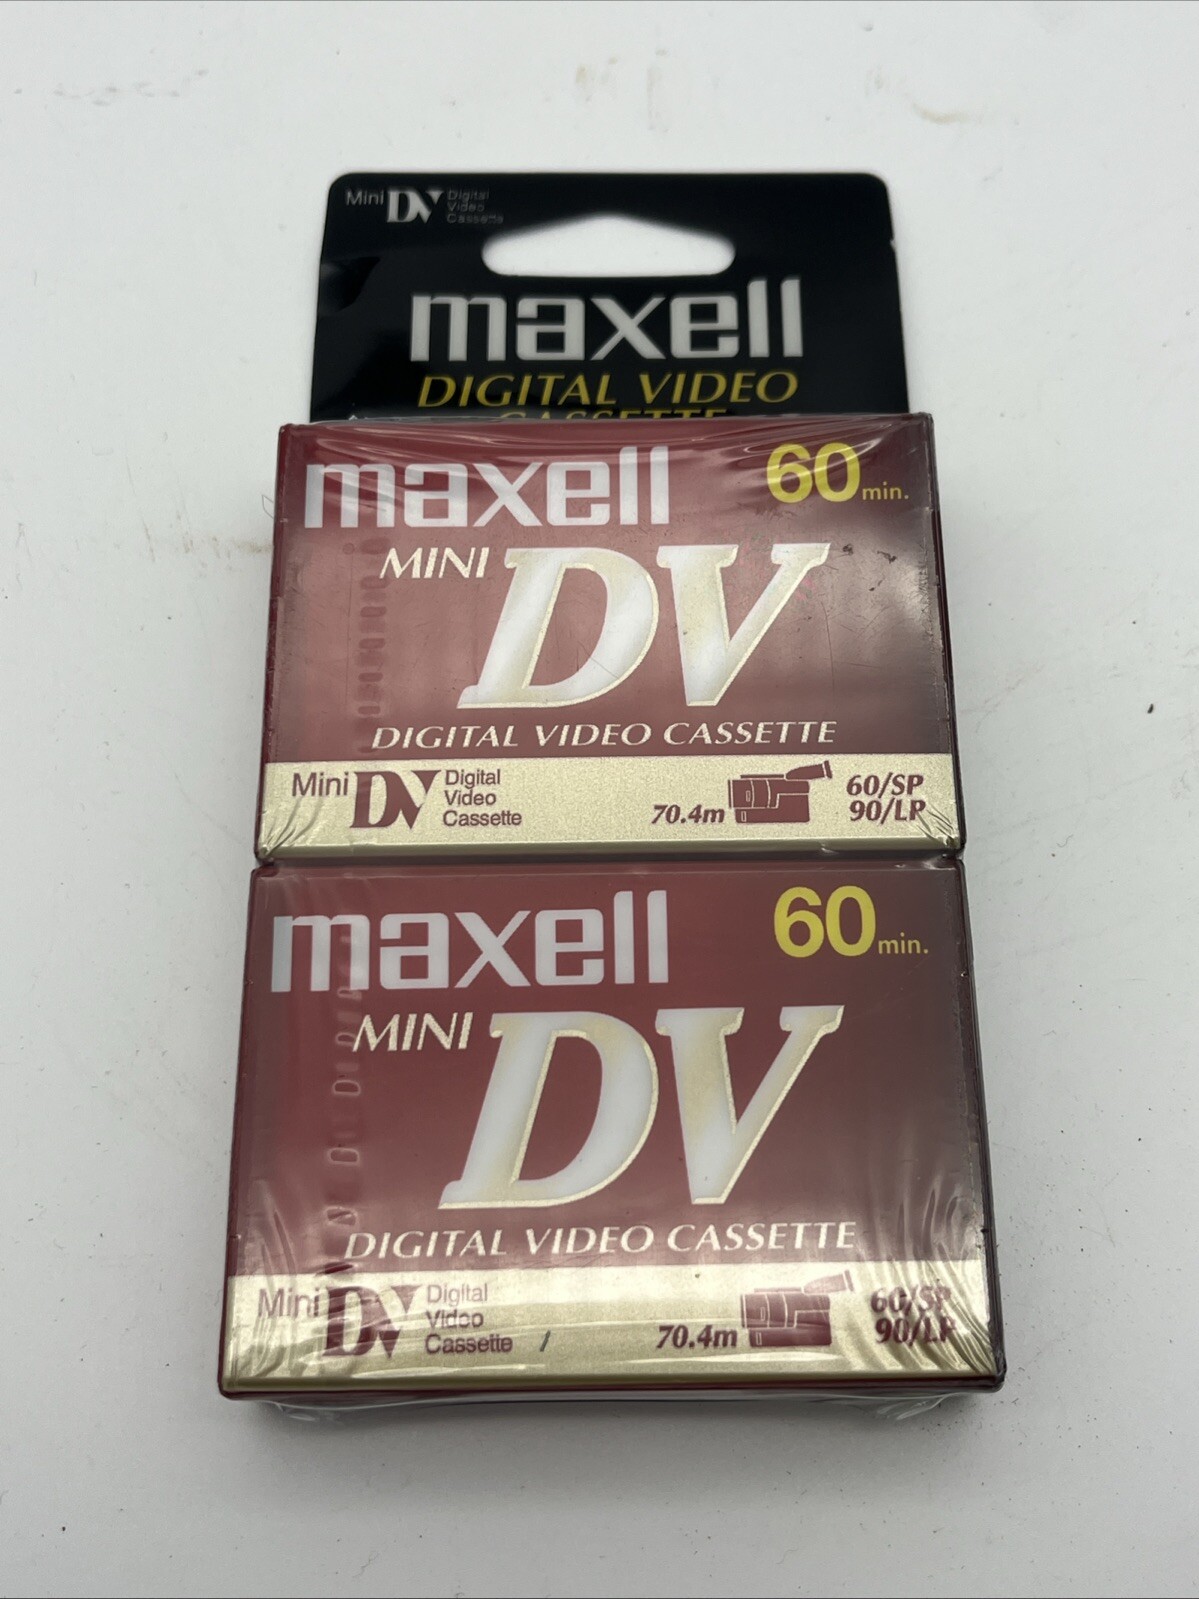 Mini DV Digital
Video
Cassette
maxell
DIGITAL VIDEO
CASSETTE
maxell 60 min.
MINI DV
DIGITAL VIDEO CASSETTE
Mini DV Digital
Video
Cassette
70.4m
60/SP
90/LP
maxell 60 min.
MINI DV
DIGITAL VIDEO CASSETTE
Mini DV Digital
Video
Cassette
70.4m
60/SP
90/LP